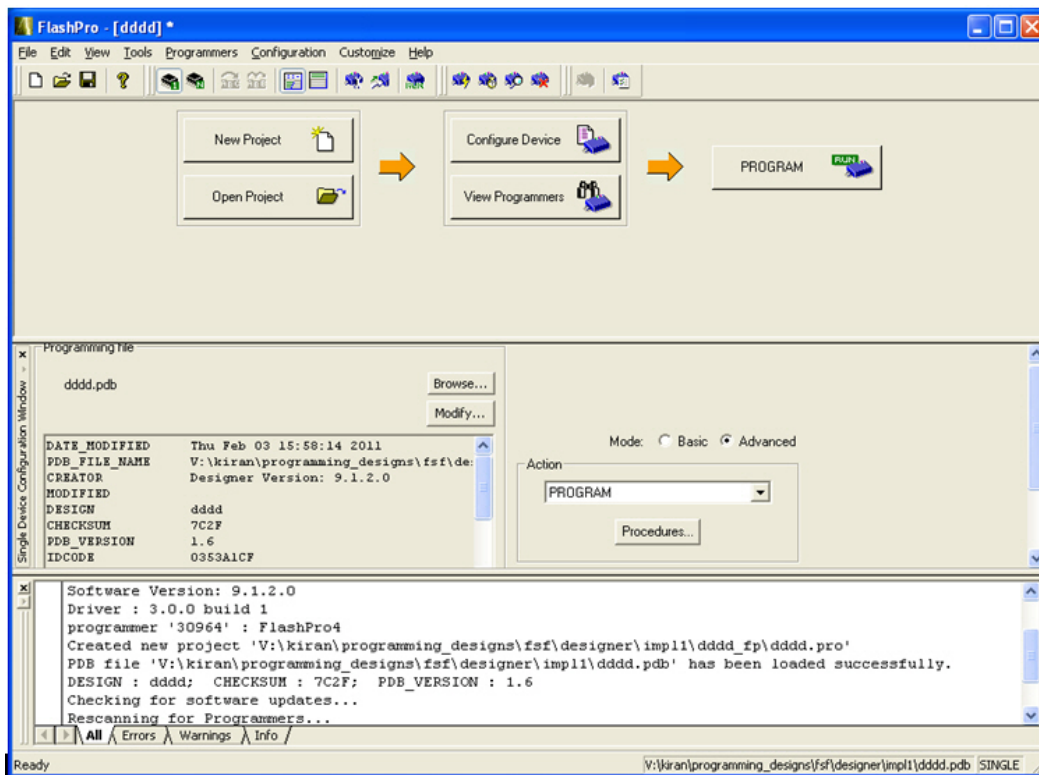 FlashPro - [dddd] *
File Edit View Tools Programmers Configuration Customize Help
New Project
Configure Device
PROGRAM
RUN
Open Project
View Programmers
Single Device Configuration Window
Programming file
dddd.pdb
Browse...
Modify...
DATE_MODIFIED Thu Feb 03 15:58:14 2011
PDB_FILE_NAME V:\kiran\programming_designs\fsf\de:
CREATOR Designer Version: 9.1.2.0
MODIFIED
DESIGN dddd
CHECKSUM 7C2F
PDB_VERSION 1.6
IDCODE 0353A1CF
Mode: Basic Advanced
Action
PROGRAM
Procedures...
Software Version: 9.1.2.0
Driver : 3.0.0 build 1
programmer '30964' : FlashPro4
Created new project 'V:\kiran\programming_designs\fsf\designer\impl1\dddd_fp\dddd.pro'
PDB file 'V:\kiran\programming_designs\fsf\designer\impl1\dddd.pdb' has been loaded successfully.
DESIGN : dddd; CHECKSUM : 7C2F; PDB_VERSION : 1.6
Checking for software updates...
Rescanning for Programmers...
All Errors Warnings Info
Ready V:\kiran\programming_designs\fsf\designer\impl1\dddd.pdb SINGLE